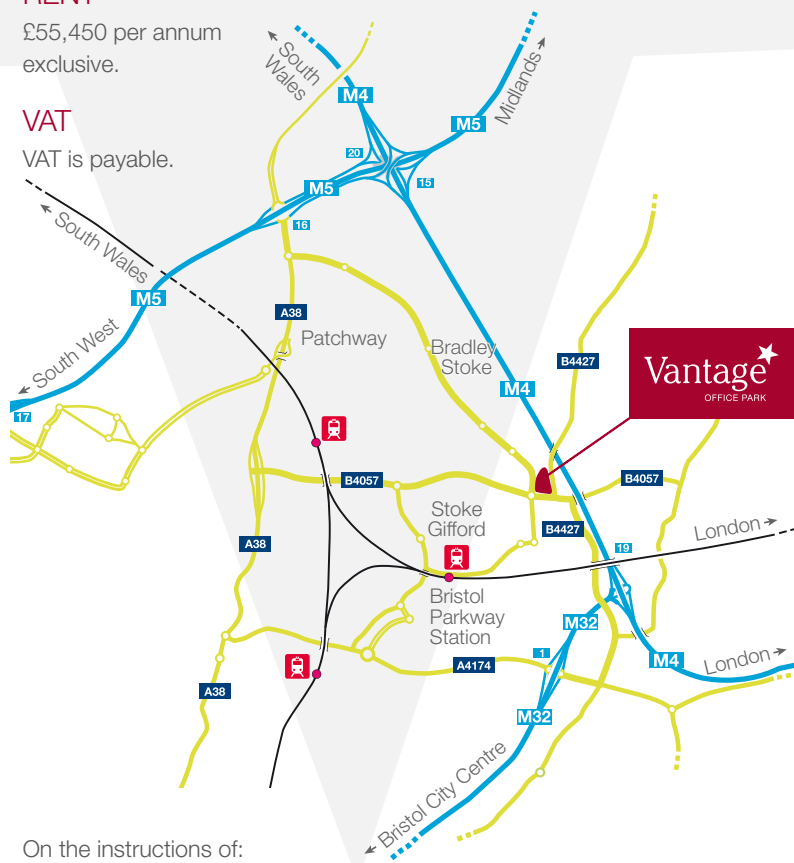 RENT
£55,450 per annum
exclusive.
VAT
VAT is payable.
South
Wales
M4
M5
Midlands
20
15
M5
16
South Wales
M5
A38
Patchway
Bradley
Stoke
South West
17
M4
B4427
Vantage
OFFICE PARK
B4057
B4057
Stoke
Gifford
B4427
A38
19
London
Bristol
Parkway
Station
M32
1
A4174
M4
London
A38
M32
Bristol City Centre
On the instructions of: